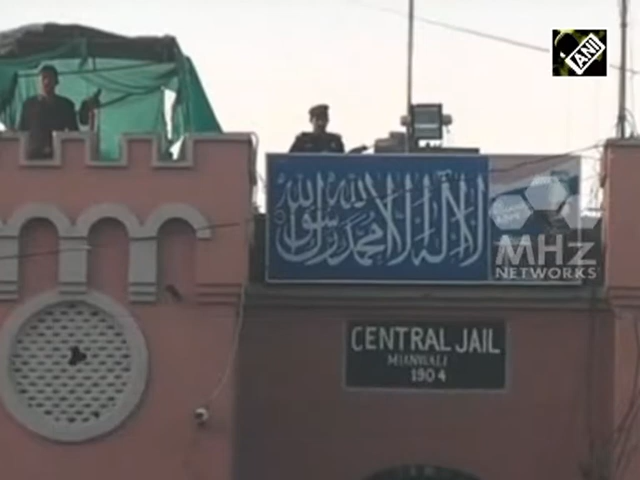 ANI
لا إله إلا الله محمد رسول الله
MHz
NETWORKS
CENTRAL JAIL
MIANWALI
1904